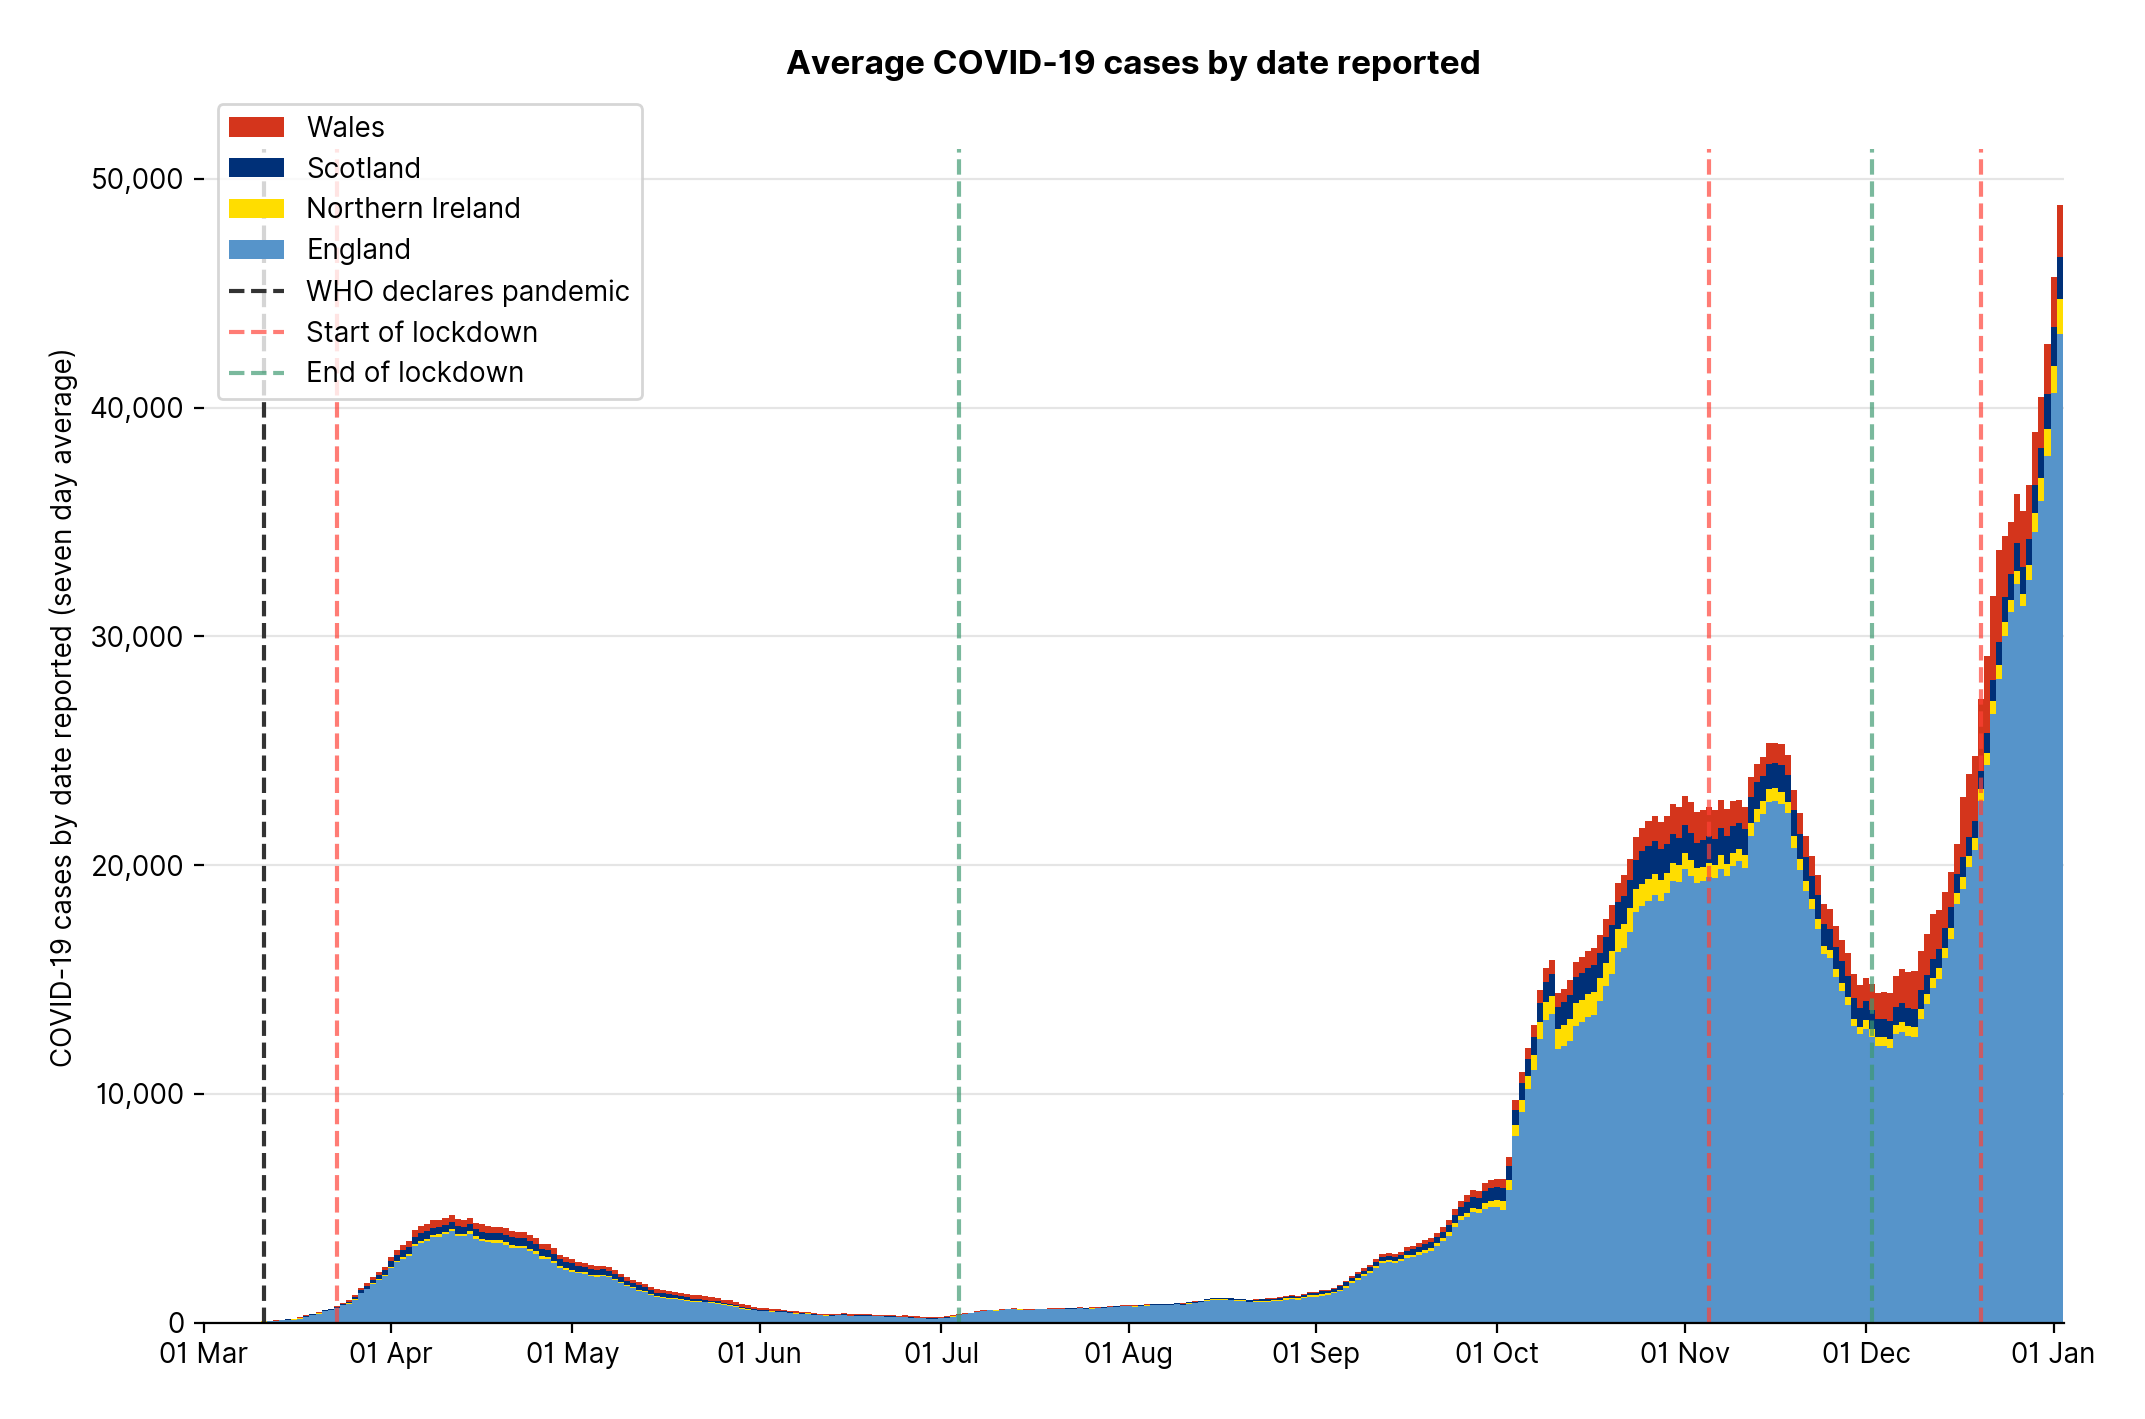 Average COVID-19 cases by date reported
Wales
Scotland
Northern Ireland
England
WHO declares pandemic
Start of lockdown
End of lockdown
COVID-19 cases by date reported (seven day average)
50,000
40,000
30,000
20,000
10,000
0
01 Mar 01 Apr 01 May 01 Jun 01 Jul 01 Aug 01 Sep 01 Oct 01 Nov 01 Dec 01 Jan